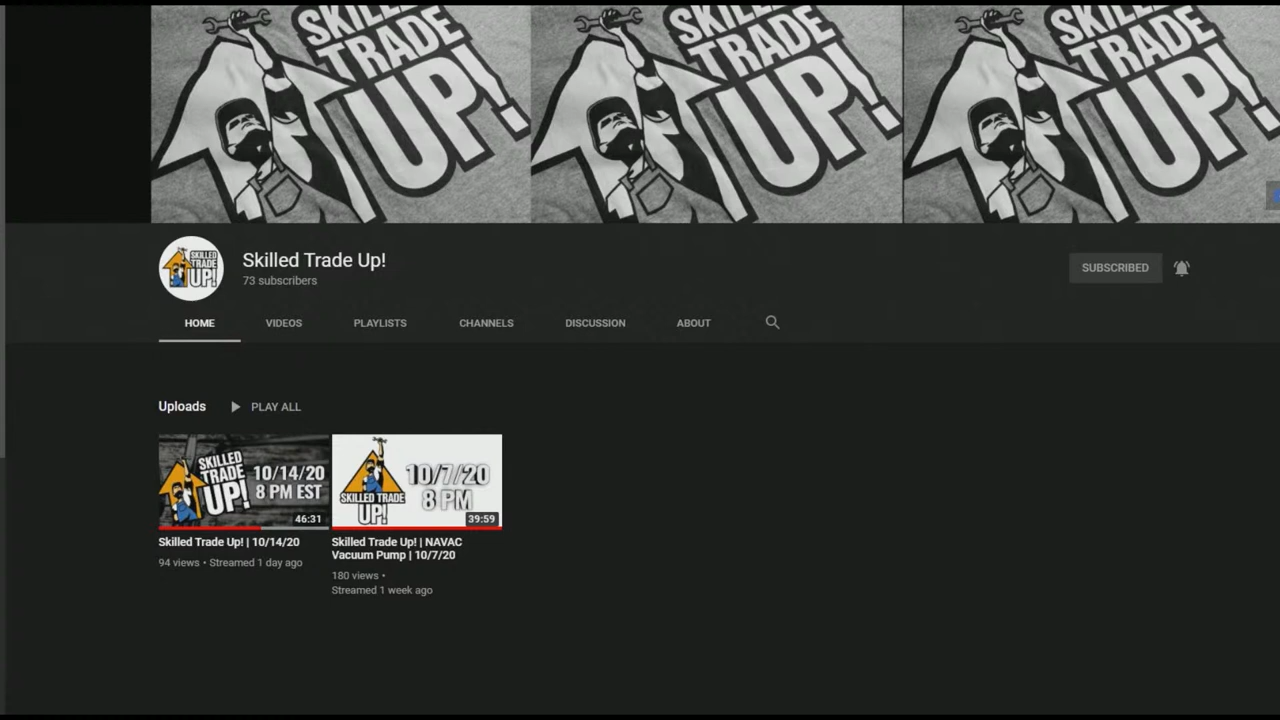 SKILLED
TRADE
UP!
SKILLED
TRADE
UP!
SKILLED
TRADE
UP!
SKILLED
TRADE
UP!
Skilled Trade Up!
73 subscribers
SUBSCRIBED
HOME VIDEOS PLAYLISTS CHANNELS DISCUSSION ABOUT
Uploads PLAY ALL
SKILLED
TRADE
UP!
10/14/20
8 PM EST
46:31
SKILLED TRADE
UP!
10/7/20
8 PM
39:59
Skilled Trade Up! | 10/14/20
94 views • Streamed 1 day ago
Skilled Trade Up! | NAVAC
Vacuum Pump | 10/7/20
180 views •
Streamed 1 week ago